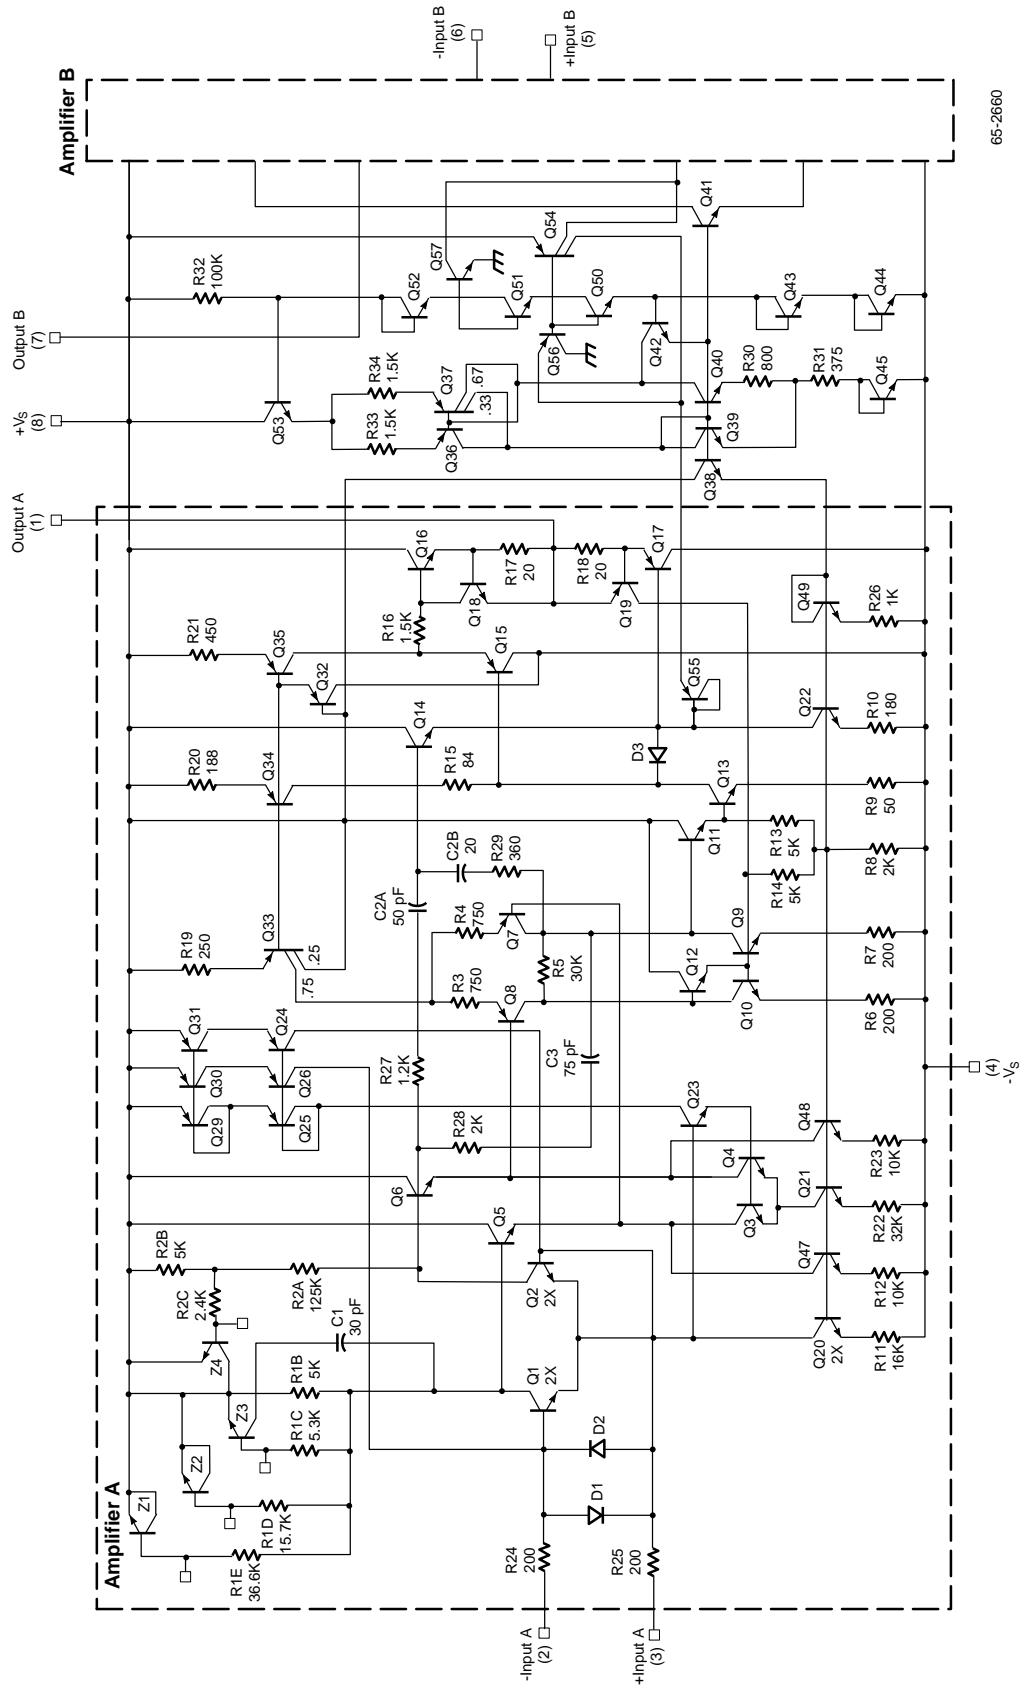 Amplifier A
Z1
R1E
36.6K
Z2
R1D
15.7K
Z3
R1C
5.3K
R1B
5K
Z4
C1
30 pF
R2C
2.4K
R2B
5K
R2A
125K
-Input A
(2)
+Input A
(3)
R24
200
R25
200
D1
D2
Q1
2X
Q2
2X
Q5
Q6
Q3
Q4
Q23
Q20
2X
R11
16K
Q47
R12
10K
Q21
R22
32K
Q48
R23
10K
Q29
Q30
Q31
Q25
Q26
Q24
R28
2K
R27
1.2K
C3
75 pF
R19
250
Q33
.75
.25
R3
750
R4
750
Q8
Q7
R5
30K
C2A
50 pF
C2B
20
R29
360
Q12
Q10
Q9
R6
200
R7
200
Q11
R14
5K
R13
5K
R8
2K
Q13
R9
50
R20
188
Q34
R15
84
Q14
D3
Q55
Q22
R10
180
R21
450
Q35
Q32
R16
1.5K
Q15
Q16
Q18
R17
20
R18
20
Q19
Q17
Q49
R26
1K
Output A
(1)
+VS
(8)
Output B
(7)
-VS
(4)
Q53
R33
1.5K
R34
1.5K
Q36
Q37
.67
.33
Q38
Q39
Q40
R30
800
R31
375
Q45
R32
100K
Q52
Q57
Q51
Q54
Q50
Q56
Q42
Q43
Q44
Q41
Amplifier B
-Input B
(6)
+Input B
(5)
65-2660